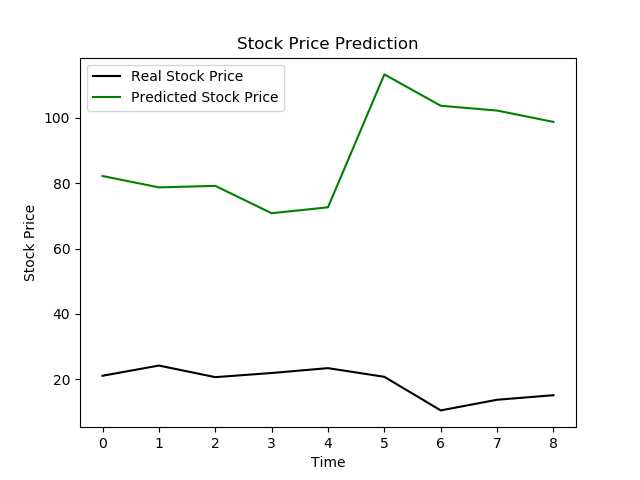 Stock Price Prediction
Real Stock Price
Predicted Stock Price
Stock Price
100
80
60
40
20
0 1 2 3 4 5 6 7 8
Time